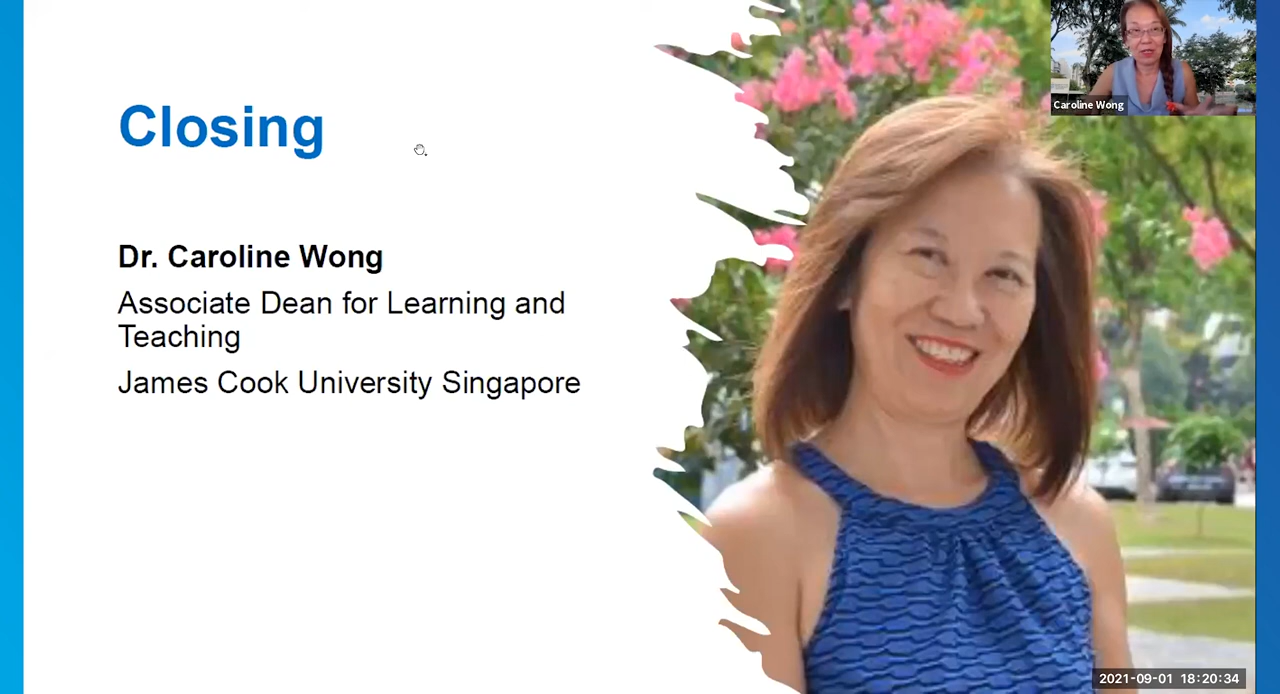 Closing
Dr. Caroline Wong
Associate Dean for Learning and
Teaching
James Cook University Singapore
Caroline Wong
2021-09-01 18:20:34